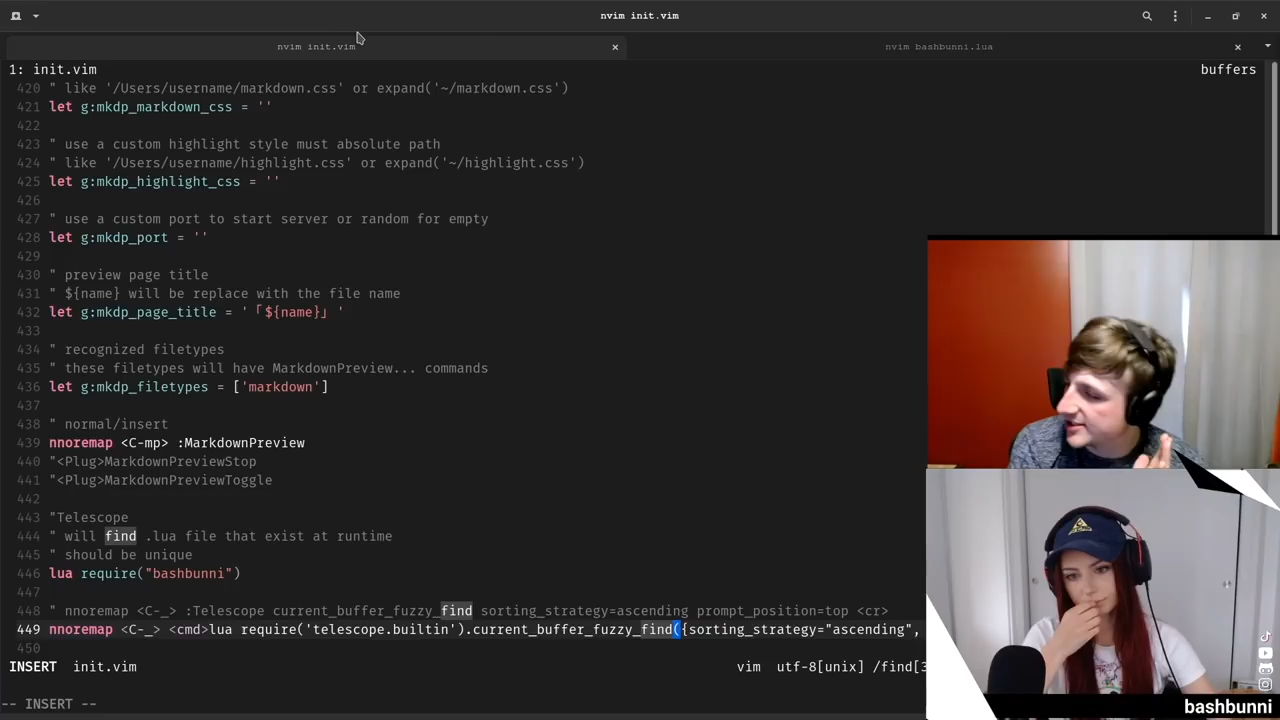 nvim init.vim
nvim init.vim
nvim bashbunni.lua
1: init.vim
buffers
420 " like '/Users/username/markdown.css' or expand('~/markdown.css')
421 let g:mkdp_markdown_css = ''
422
423 " use a custom highlight style must absolute path
424 " like '/Users/username/highlight.css' or expand('~/highlight.css')
425 let g:mkdp_highlight_css = ''
426
427 " use a custom port to start server or random for empty
428 let g:mkdp_port = ''
429
430 " preview page title
431 " ${name} will be replace with the file name
432 let g:mkdp_page_title = '「${name}」'
433
434 " recognized filetypes
435 " these filetypes will have MarkdownPreview... commands
436 let g:mkdp_filetypes = ['markdown']
437
438 " normal/insert
439 nnoremap <C-mp> :MarkdownPreview
440 "<Plug>MarkdownPreviewStop
441 "<Plug>MarkdownPreviewToggle
442
443 "Telescope
444 " will find .lua file that exist at runtime
445 " should be unique
446 lua require("bashbunni")
447
448 " nnoremap <C-_> :Telescope current_buffer_fuzzy_find sorting_strategy=ascending prompt_position=top <cr>
449 nnoremap <C-_> <cmd>lua require('telescope.builtin').current_buffer_fuzzy_find({sorting_strategy="ascending",
450
INSERT init.vim
vim utf-8[unix] /find[
-- INSERT --
bashbunni